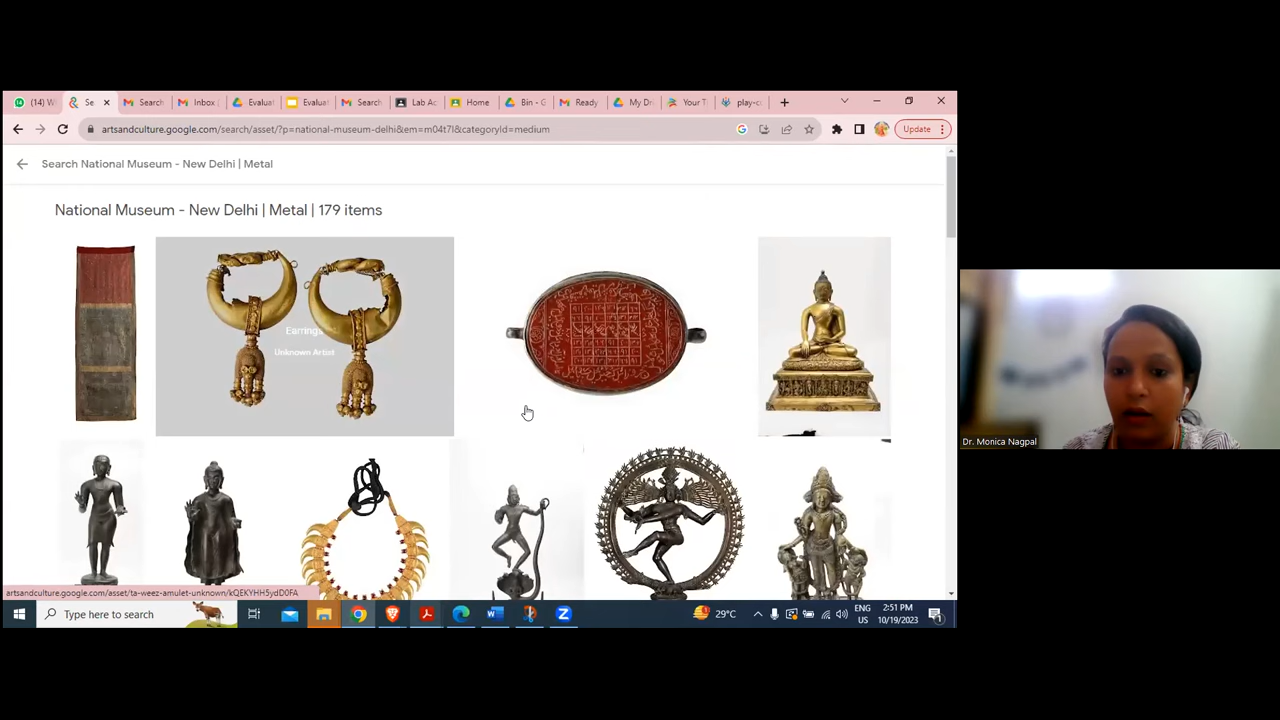 (14) W
Se
Search
Inbox
Evaluat
Evaluat
Search
Lab Ac
Home
Bin - G
Ready
My Dri
Your T
play-c
artsandculture.google.com/search/asset/?p=national-museum-delhi&em=m04t7l&categoryId=medium
Update
Search National Museum - New Delhi | Metal
National Museum - New Delhi | Metal | 179 items
Earrings
Unknown Artist
Dr. Monica Nagpal
artsandculture.google.com/asset/ta-weez-amulet-unknown/kQEKYHH5ydD0FA
Type here to search
29°C
ENG
US
2:51 PM
10/19/2023